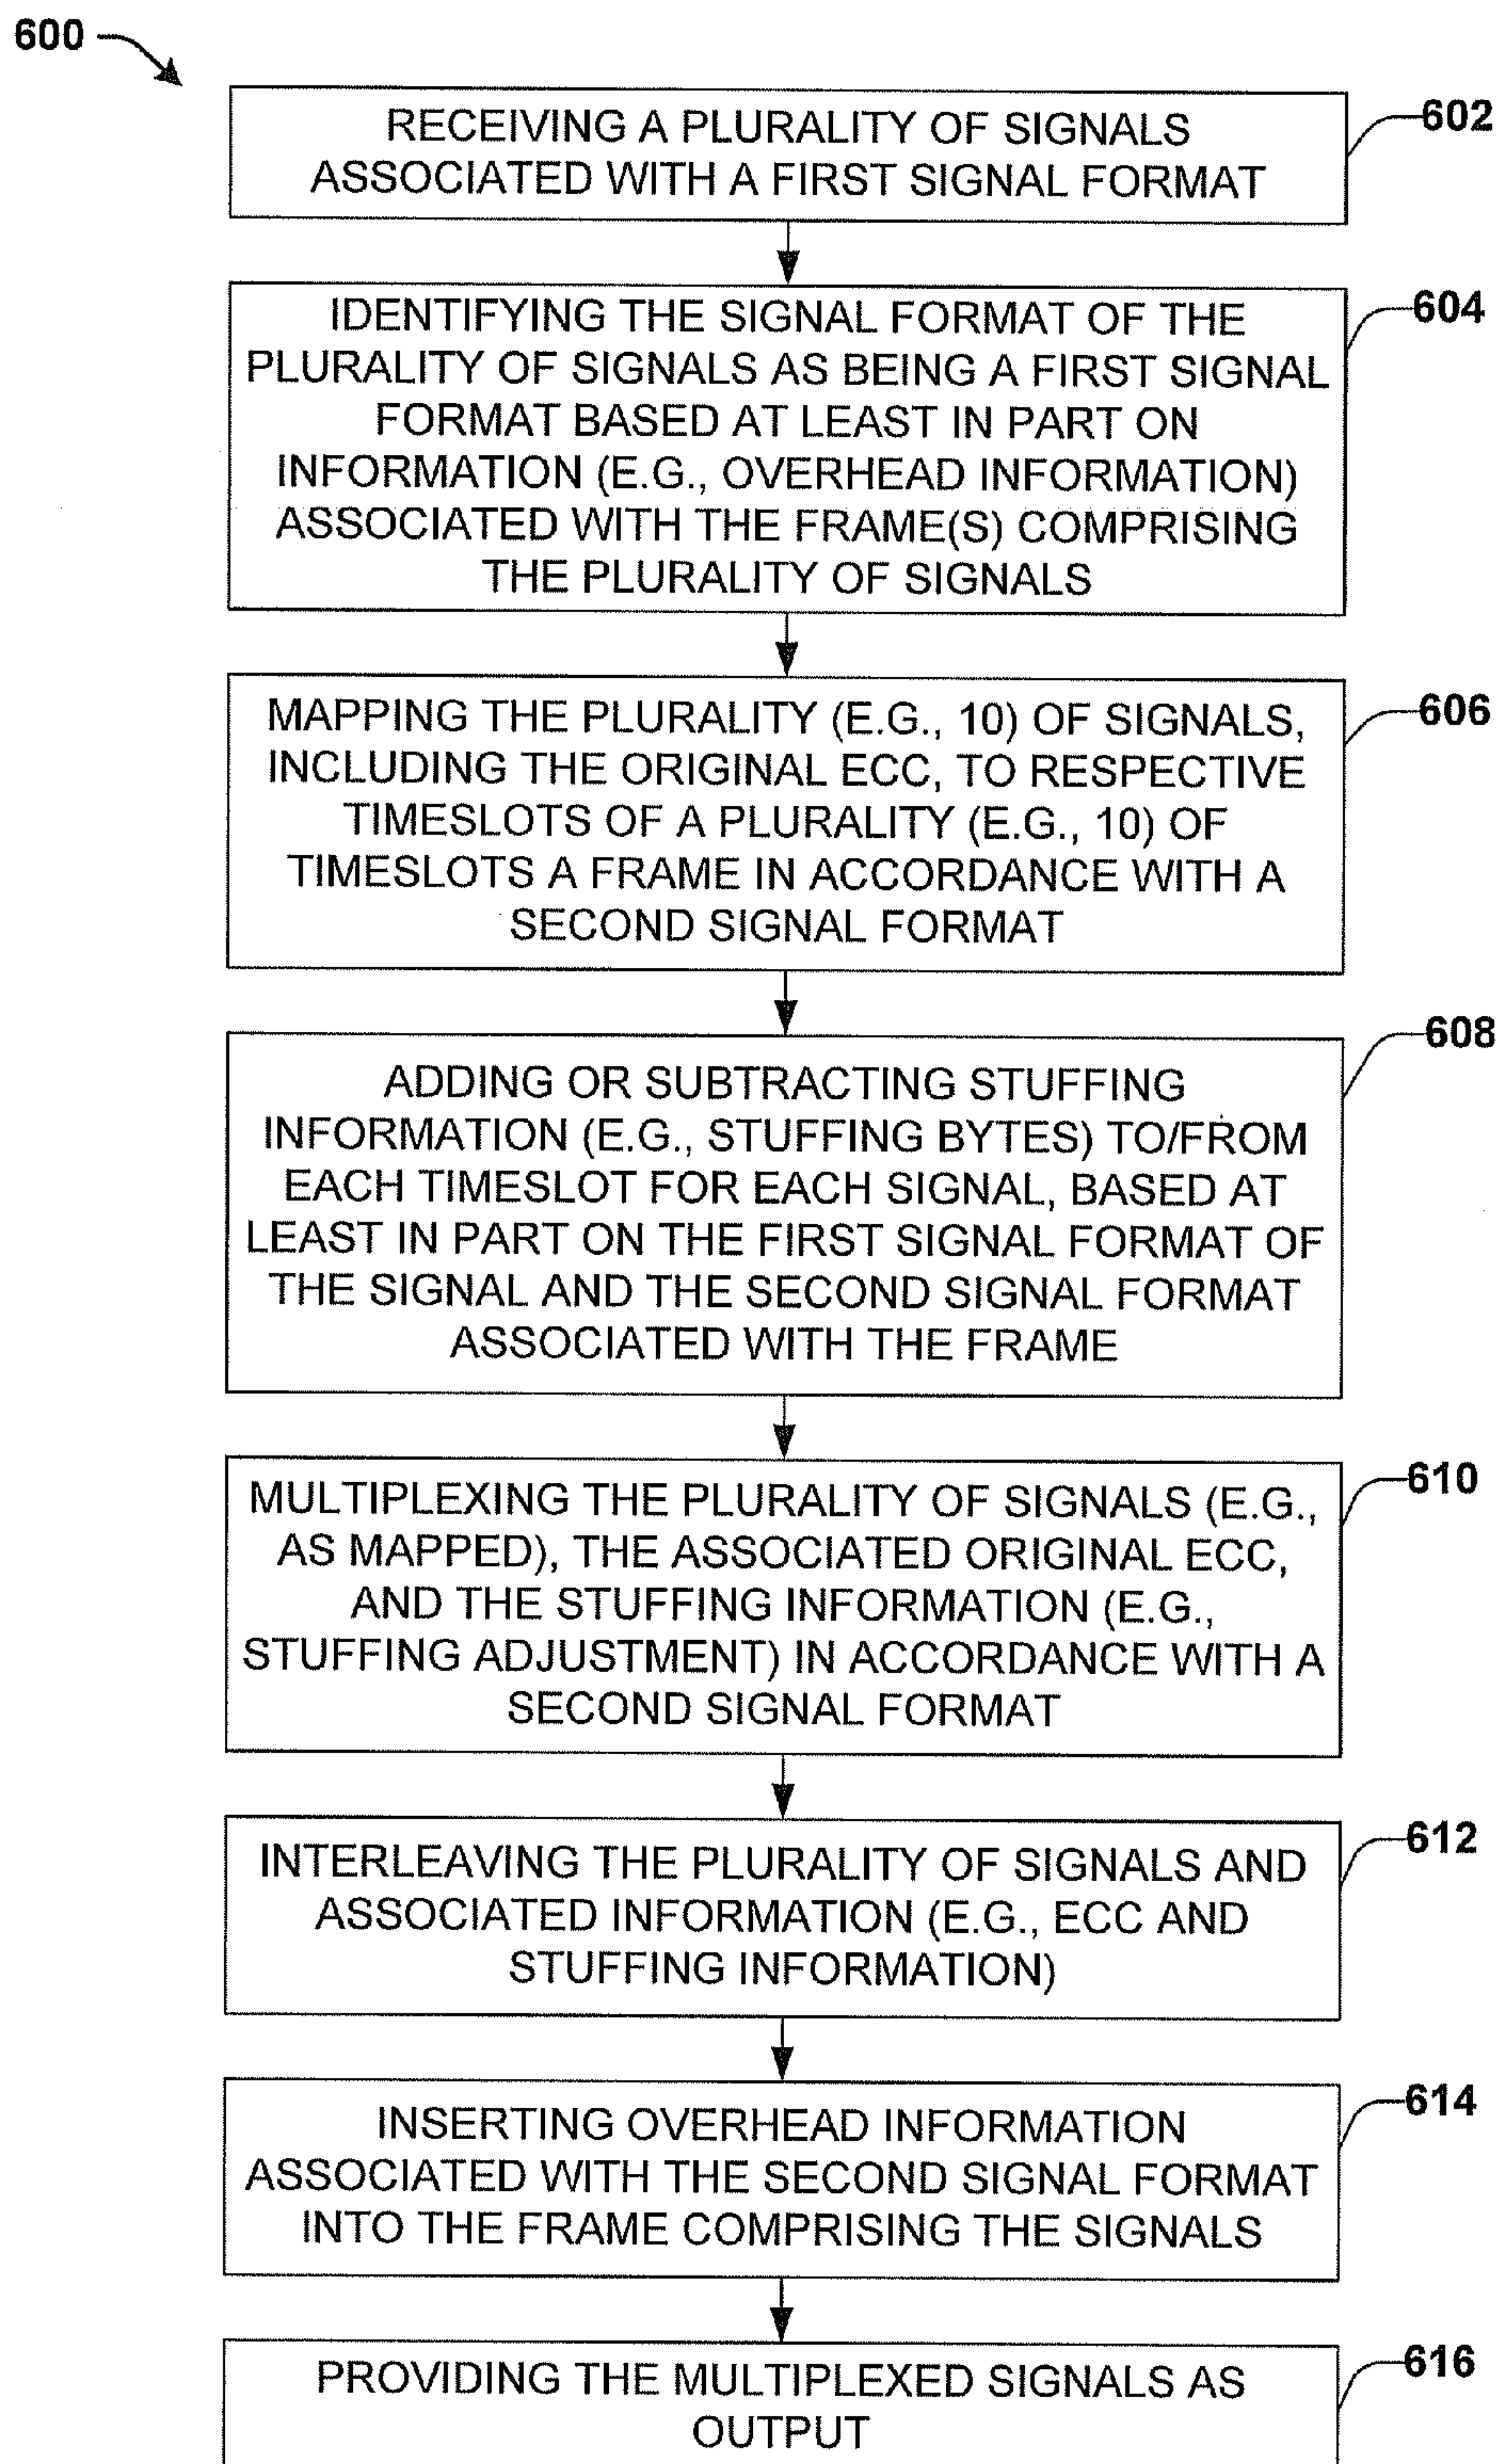 600
RECEIVING A PLURALITY OF SIGNALS
ASSOCIATED WITH A FIRST SIGNAL FORMAT
602
IDENTIFYING THE SIGNAL FORMAT OF THE
PLURALITY OF SIGNALS AS BEING A FIRST SIGNAL
FORMAT BASED AT LEAST IN PART ON
INFORMATION (E.G., OVERHEAD INFORMATION)
ASSOCIATED WITH THE FRAME(S) COMPRISING
THE PLURALITY OF SIGNALS
604
MAPPING THE PLURALITY (E.G., 10) OF SIGNALS,
INCLUDING THE ORIGINAL ECC, TO RESPECTIVE
TIMESLOTS OF A PLURALITY (E.G., 10) OF
TIMESLOTS A FRAME IN ACCORDANCE WITH A
SECOND SIGNAL FORMAT
606
ADDING OR SUBTRACTING STUFFING
INFORMATION (E.G., STUFFING BYTES) TO/FROM
EACH TIMESLOT FOR EACH SIGNAL, BASED AT
LEAST IN PART ON THE FIRST SIGNAL FORMAT OF
THE SIGNAL AND THE SECOND SIGNAL FORMAT
ASSOCIATED WITH THE FRAME
608
MULTIPLEXING THE PLURALITY OF SIGNALS (E.G.,
AS MAPPED), THE ASSOCIATED ORIGINAL ECC,
AND THE STUFFING INFORMATION (E.G.,
STUFFING ADJUSTMENT) IN ACCORDANCE WITH A
SECOND SIGNAL FORMAT
610
INTERLEAVING THE PLURALITY OF SIGNALS AND
ASSOCIATED INFORMATION (E.G., ECC AND
STUFFING INFORMATION)
612
INSERTING OVERHEAD INFORMATION
ASSOCIATED WITH THE SECOND SIGNAL FORMAT
INTO THE FRAME COMPRISING THE SIGNALS
614
PROVIDING THE MULTIPLEXED SIGNALS AS
OUTPUT
616